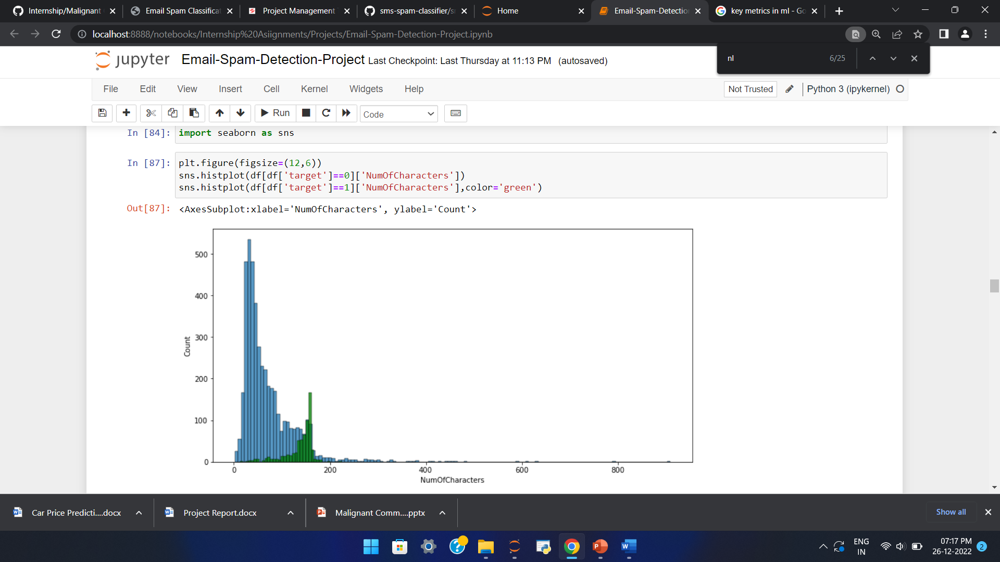 Internship/Malignant
Email Spam Classificat
Project Management
sms-spam-classifier/s
Home
Email-Spam-Detection
key metrics in ml - Go
localhost:8888/notebooks/Internship%20Asiignments/Projects/Email-Spam-Detection-Project.ipynb
nl 6/25
jupyter Email-Spam-Detection-Project Last Checkpoint: Last Thursday at 11:13 PM (autosaved)
File Edit View Insert Cell Kernel Widgets Help Not Trusted Python 3 (ipykernel)
Run Code
In [84]: import seaborn as sns
In [87]: plt.figure(figsize=(12,6))
sns.histplot(df[df['target']==0]['NumOfCharacters'])
sns.histplot(df[df['target']==1]['NumOfCharacters'],color='green')
Out[87]: <AxesSubplot:xlabel='NumOfCharacters', ylabel='Count'>
500
400
300
200
100
0
Count
0 200 400 600 800
NumOfCharacters
Car Price Predicti....docx Project Report.docx Malignant Comm....pptx Show all
ENG
IN
07:17 PM
26-12-2022
2